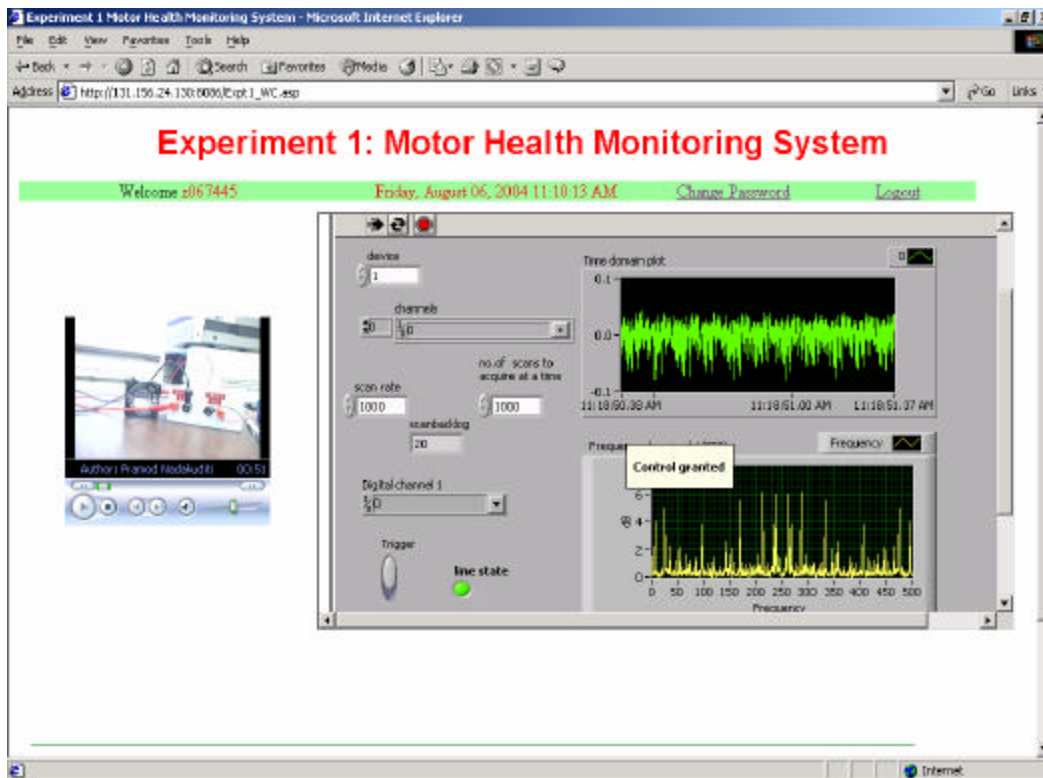 Experiment 1 Motor Health Monitoring System - Microsoft Internet Explorer
File Edit View Favorites Tools Help
Back Search Favorites Media
Address http://131.156.24.130:8086/Expt1_WC.asp Go Links
Experiment 1: Motor Health Monitoring System
Welcome z067445 Friday, August 06, 2004 11:10:13 AM Change Password Logout
device
1
channels
0
no.of scans to
acquire at a time
scan rate
1000
1000
scanbacklog
20
Digital channel 1
0
Trigger
line state
Author: Pramod Nadakuditi 00:51
Time domain plot
0
0.1
0.0
-0.1
11:18:50.38 AM 11:18:51.00 AM 11:18:51.37 AM
Frequency
Control granted
6
4
2
0
0 50 100 150 200 250 300 350 400 450 500
Frequency
Internet